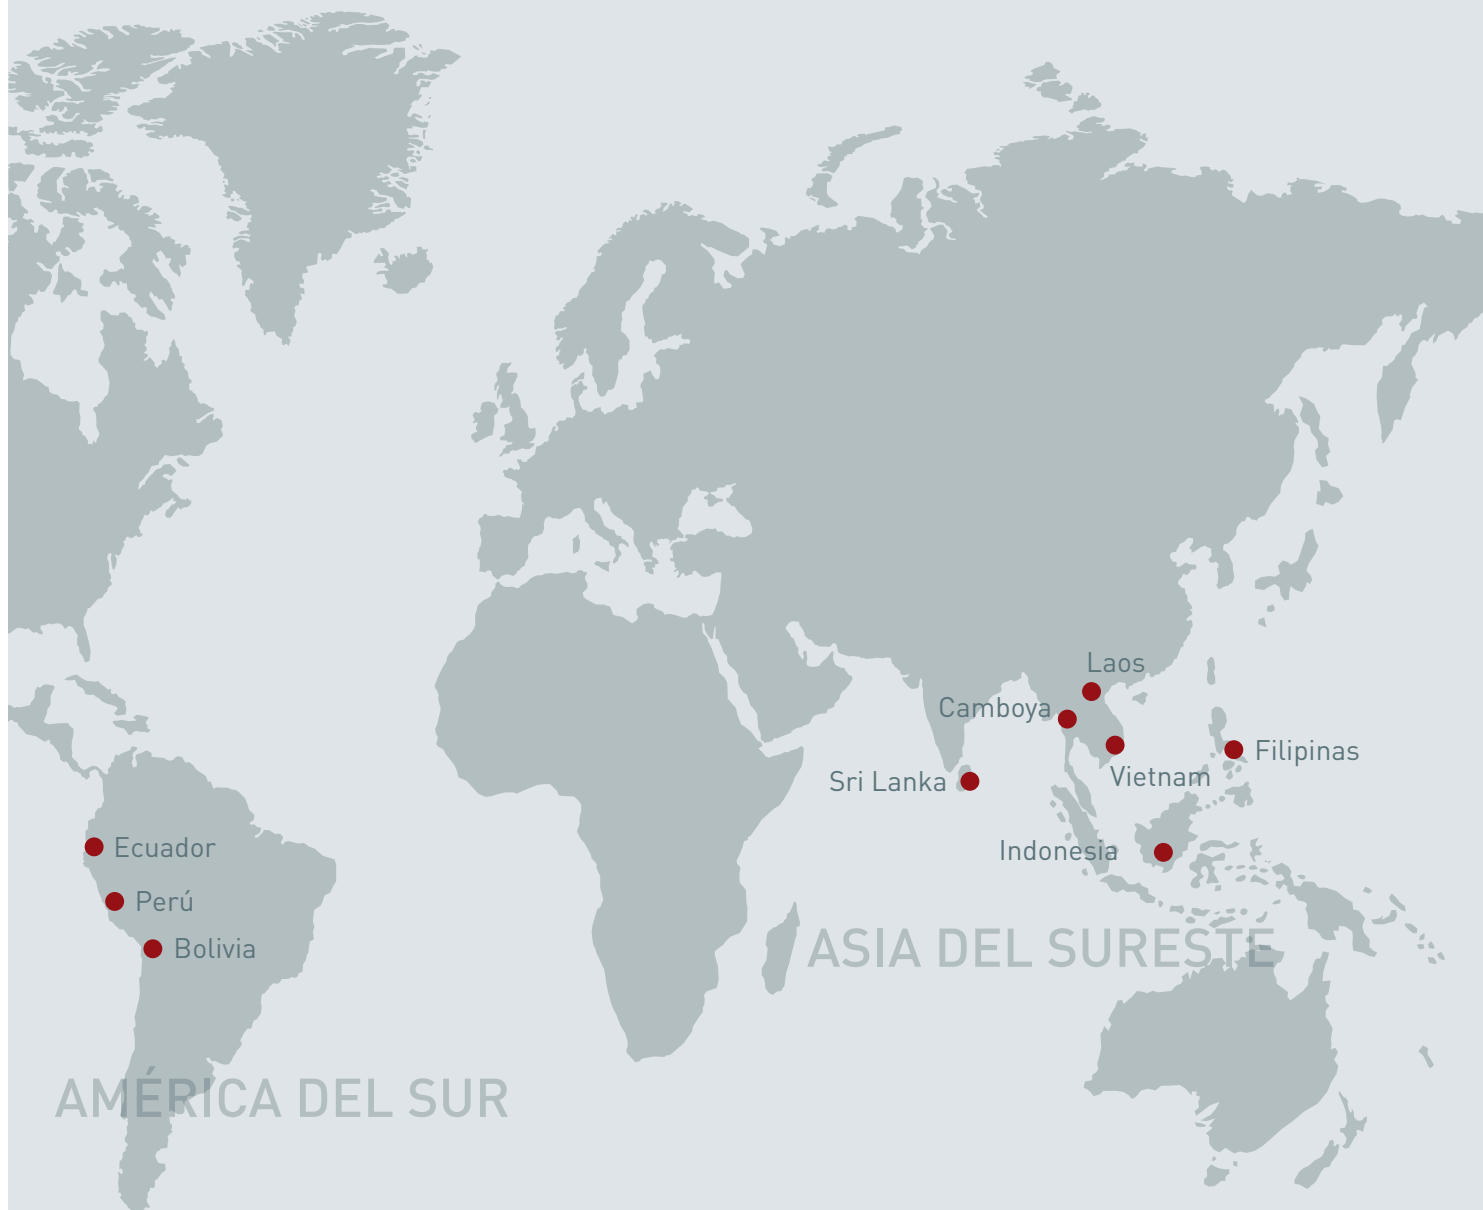 Laos
Camboya
Filipinas
Vietnam
Sri Lanka
Ecuador
Indonesia
Perú
Bolivia
ASIA DEL SURESTE
AMÉRICA DEL SUR